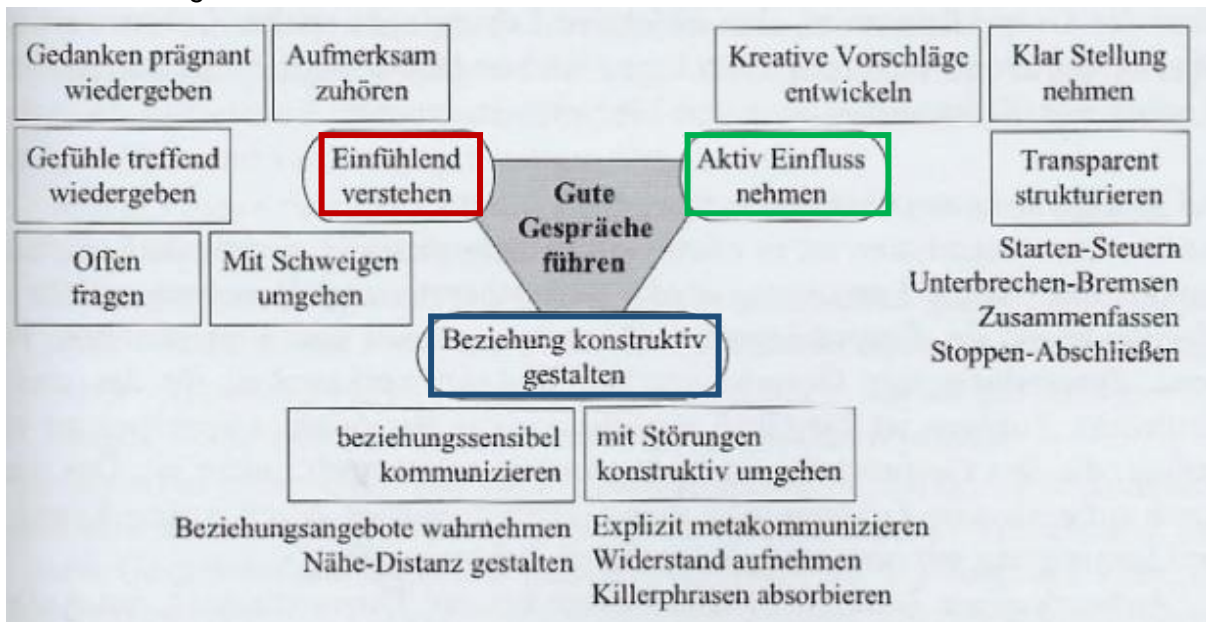 Gedanken prägnant
wiedergeben
Aufmerksam
zuhören
Gefühle treffend
wiedergeben
Einfühlend
verstehen
Offen
fragen
Mit Schweigen
umgehen
Gute
Gespräche
führen
Kreative Vorschläge
entwickeln
Klar Stellung
nehmen
Aktiv Einfluss
nehmen
Transparent
strukturieren
Starten-Steuern
Unterbrechen-Bremsen
Zusammenfassen
Stoppen-Abschließen
Beziehung konstruktiv
gestalten
beziehungssensibel
kommunizieren
Beziehungsangebote wahrnehmen
Nähe-Distanz gestalten
mit Störungen
konstruktiv umgehen
Explizit metakommunizieren
Widerstand aufnehmen
Killerphrasen absorbieren